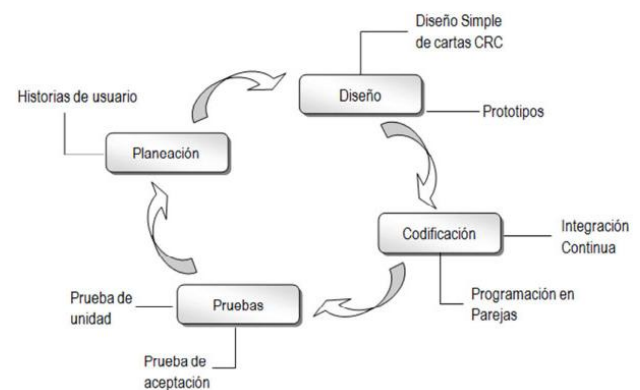 Diseño Simple
de cartas CRC
Diseño
Prototipos
Historias de usuario
Planeación
Codificación
Integración
Continua
Programación en
Parejas
Pruebas
Prueba de
unidad
Prueba de
aceptación